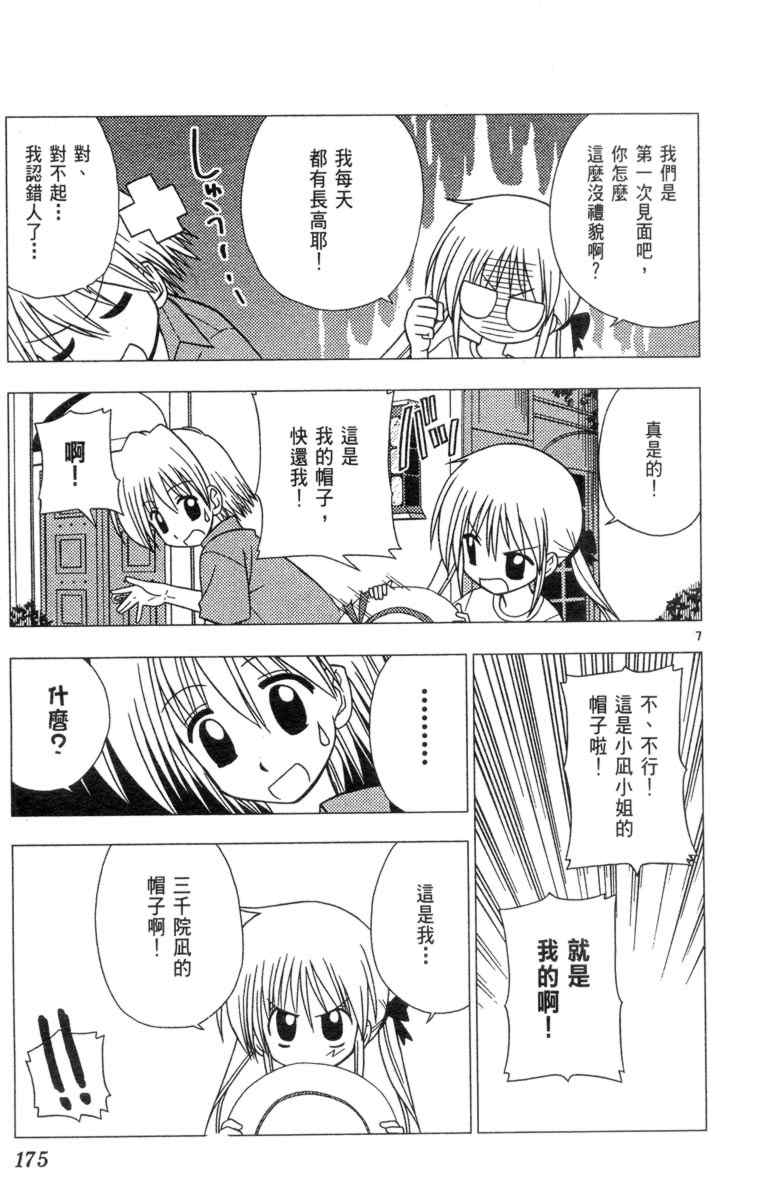 我們是
第一次見面吧，
你怎麼
這麼沒禮貌啊？
我每天
都有長高耶！
しゅうー…
對、
對不起…
我認錯人了…
真是的！
バッ
這是
我的帽子，
快還我！
啊！
7
不、不行！
這是小凪小姐的
帽子啦！
就是
我的啊！
………
什麼？
這是我…
三千院凪的
帽子啊！
!!
175